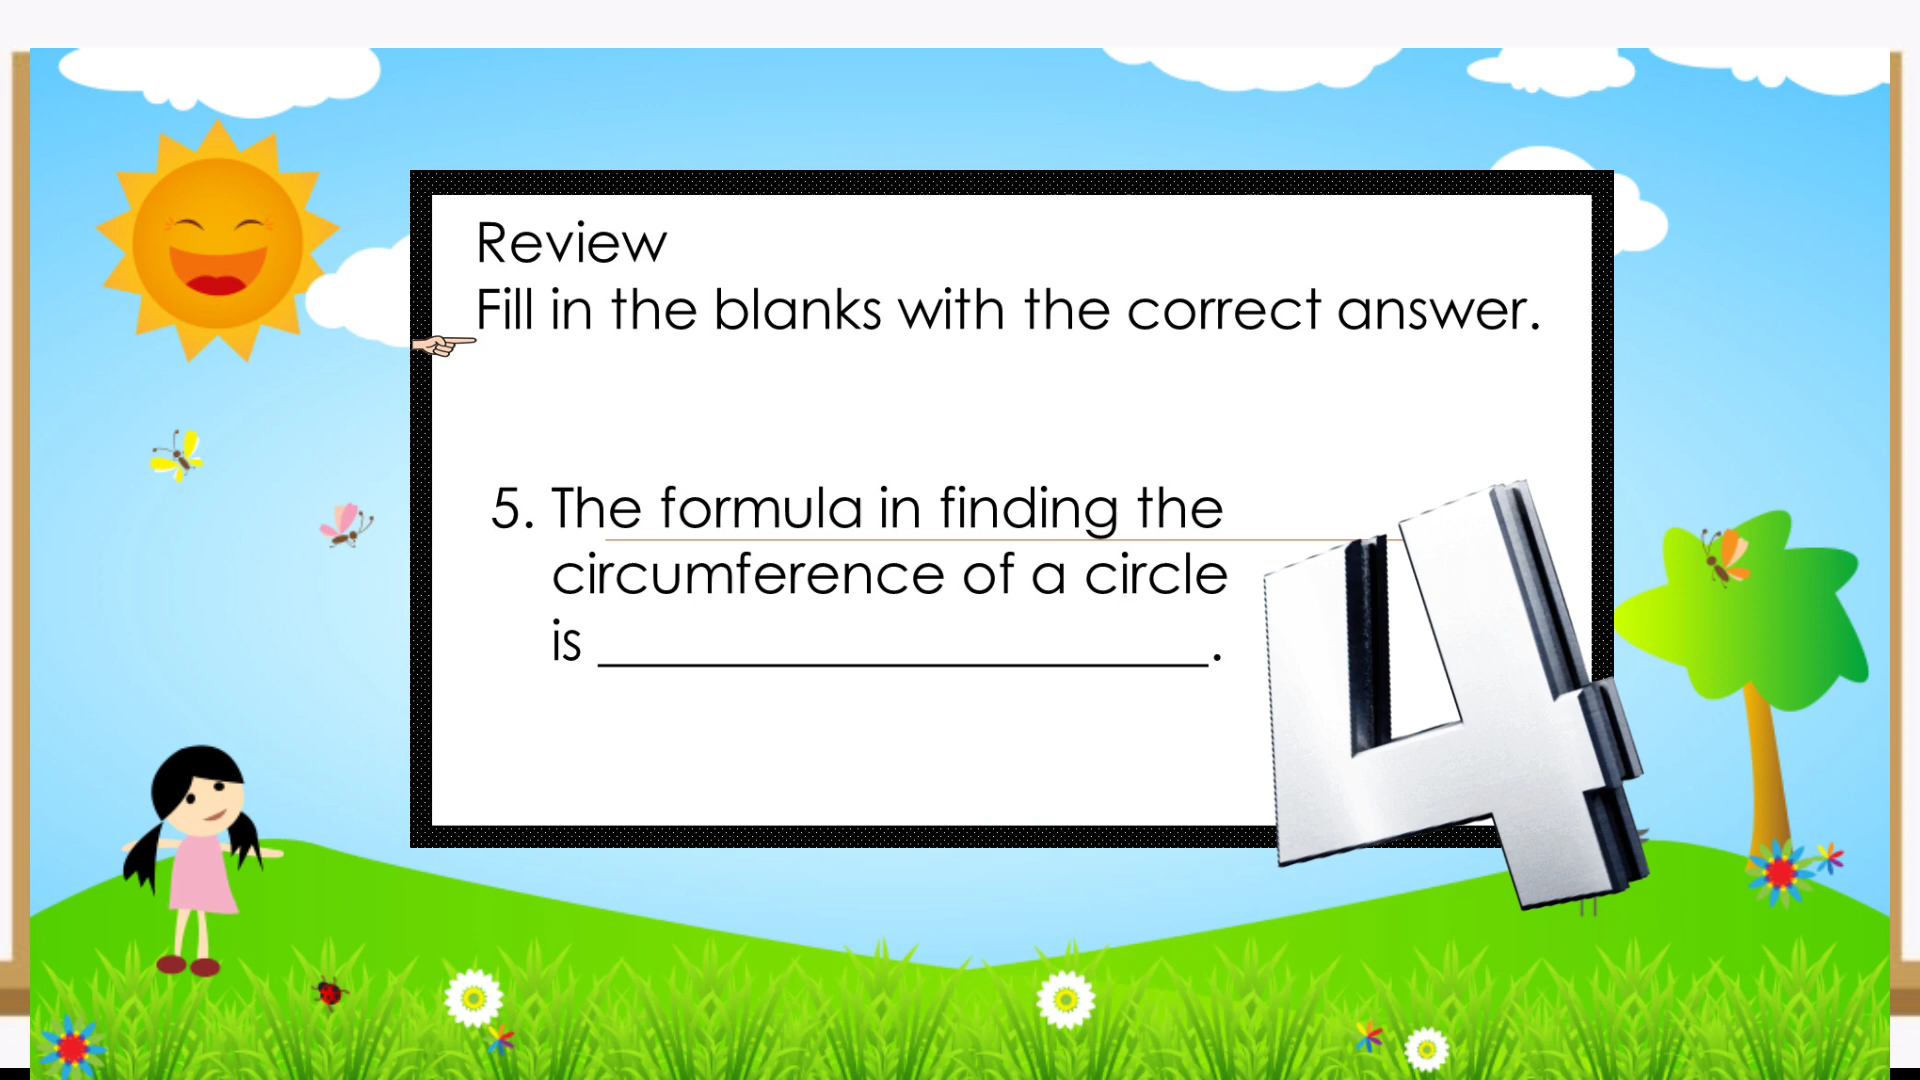 Review
Fill in the blanks with the correct answer.
5. The formula in finding the
circumference of a circle
is ______________________.
4